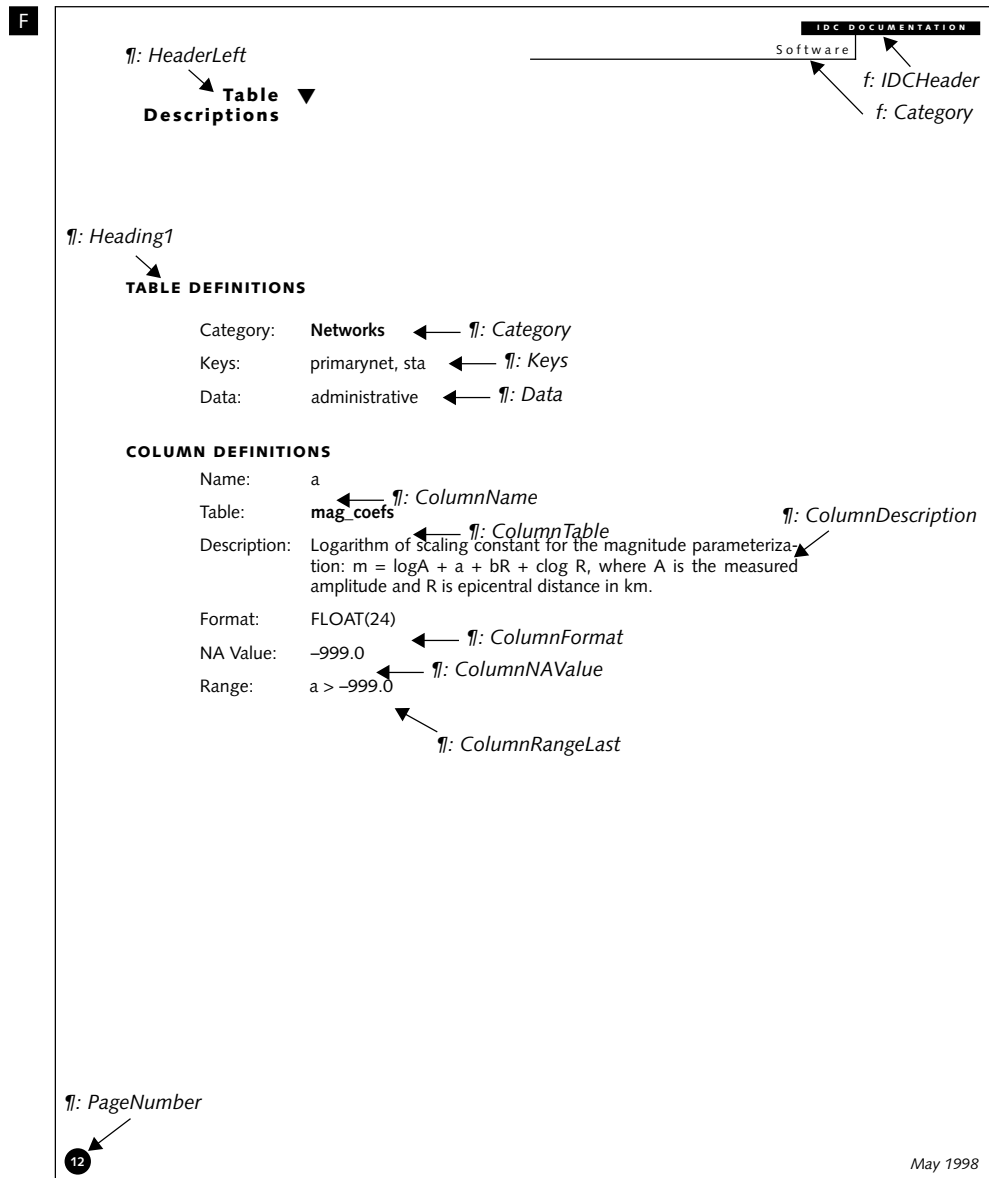 F
IDC DOCUMENTATION
Software
¶: HeaderLeft
f: IDCHeader
Table ▼
Descriptions
f: Category
¶: Heading1
TABLE DEFINITIONS
Category: Networks ¶: Category
Keys: primarynet, sta ¶: Keys
Data: administrative ¶: Data
COLUMN DEFINITIONS
Name: a
¶: ColumnName
Table: mag_coefs
¶: ColumnDescription
¶: ColumnTable
Description: Logarithm of scaling constant for the magnitude parameteriza-
tion: m = logA + a + bR + clog R, where A is the measured
amplitude and R is epicentral distance in km.
Format: FLOAT(24)
¶: ColumnFormat
NA Value: –999.0
¶: ColumnNAValue
Range: a > –999.0
¶: ColumnRangeLast
¶: PageNumber
12
May 1998